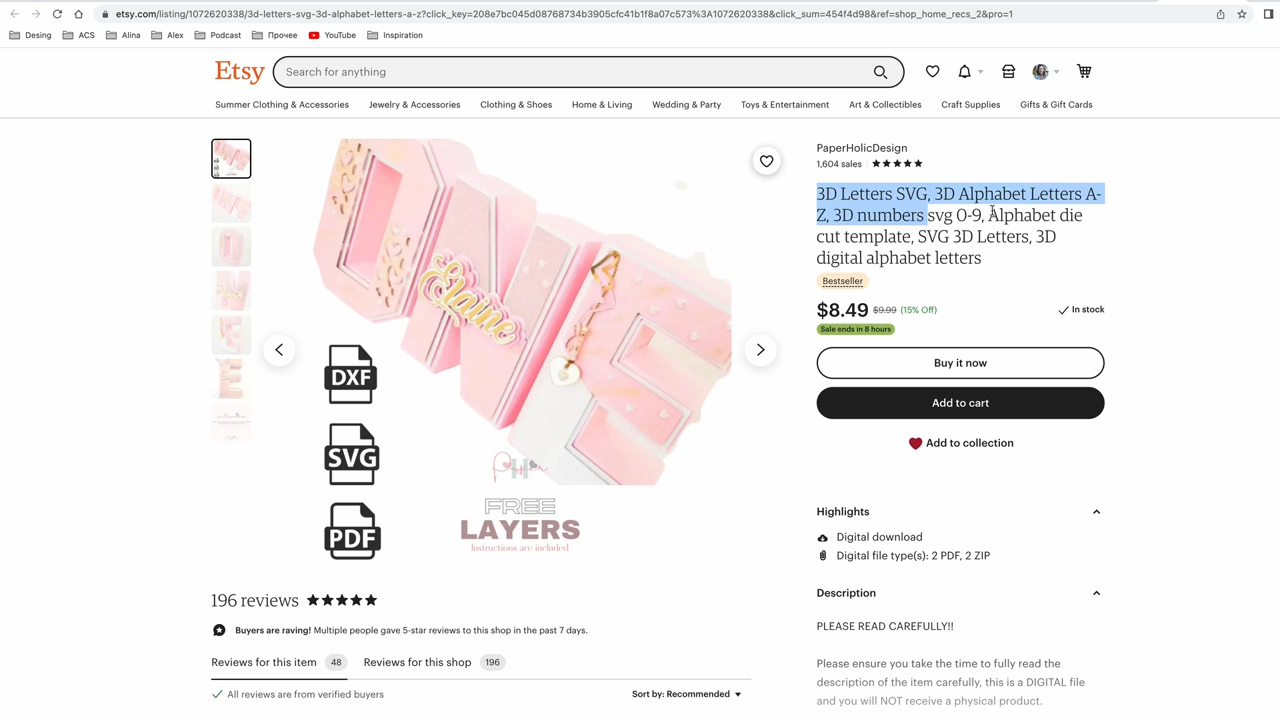 etsy.com/listing/1072620338/3d-letters-svg-3d-alphabet-letters-a-z?click_key=208e7bc045d08768734b3905cfc41b1f8a07c573%3A1072620338&click_sum=454f4d98&ref=shop_home_recs_2&pro=1
Desing ACS Alina Alex Podcast Прочее YouTube Inspiration
Etsy Search for anything
Summer Clothing & Accessories Jewelry & Accessories Clothing & Shoes Home & Living Wedding & Party Toys & Entertainment Art & Collectibles Craft Supplies Gifts & Gift Cards
PaperHolicDesign
1,604 sales
3D Letters SVG, 3D Alphabet Letters A-
Z, 3D numbers svg 0-9, Alphabet die
cut template, SVG 3D Letters, 3D
digital alphabet letters
Bestseller
$8.49 $9.99 (15% Off) In stock
Sale ends in 8 hours
Buy it now
Add to cart
Add to collection
Highlights
Digital download
Digital file type(s): 2 PDF, 2 ZIP
Description
PLEASE READ CAREFULLY!!
Please ensure you take the time to fully read the
description of the item carefully, this is a DIGITAL file
and you will NOT receive a physical product.
ONE
Elaine
DXF
SVG
PDF
FREE
LAYERS
Instructions are included
196 reviews
Buyers are raving! Multiple people gave 5-star reviews to this shop in the past 7 days.
Reviews for this item 48 Reviews for this shop 196
All reviews are from verified buyers Sort by: Recommended